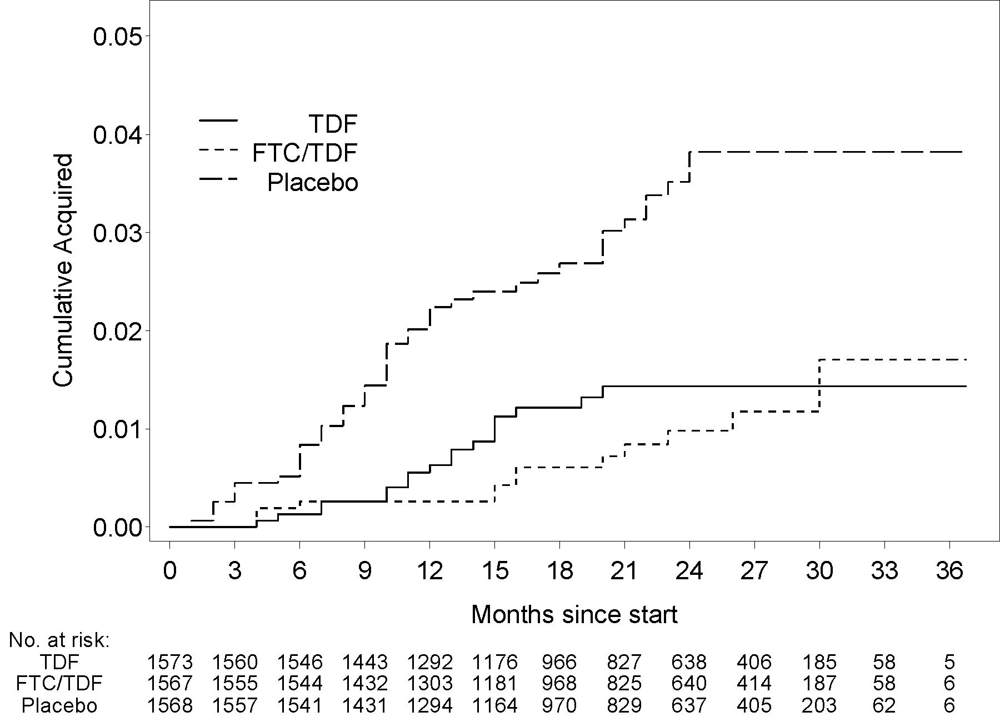 0.05
0.04
0.03
0.02
0.01
0.00
Cumulative Acquired
TDF
FTC/TDF
Placebo
0 3 6 9 12 15 18 21 24 27 30 33 36
Months since start
No. at risk:
TDF 1573 1560 1546 1443 1292 1176 966 827 638 406 185 58 5
FTC/TDF 1567 1555 1544 1432 1303 1181 968 825 640 414 187 58 6
Placebo 1568 1557 1541 1431 1294 1164 970 829 637 405 203 62 6